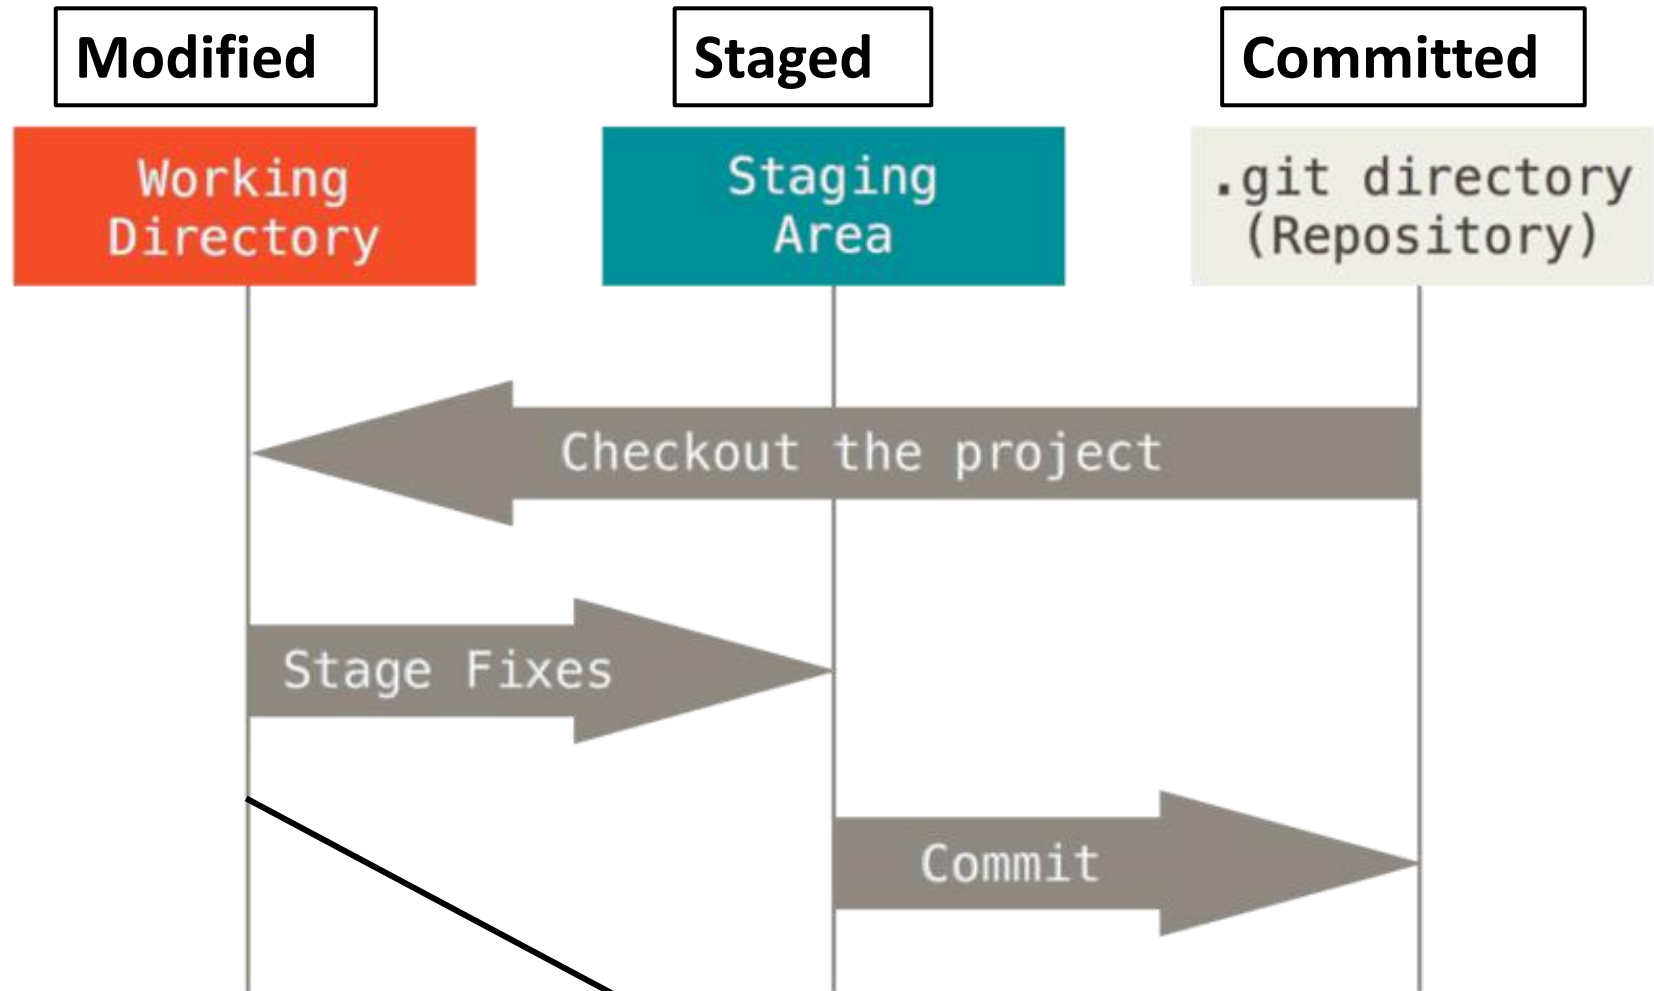 Modified
Staged
Committed
Working
Directory
Staging
Area
.git directory
(Repository)
Checkout the project
Stage Fixes
Commit